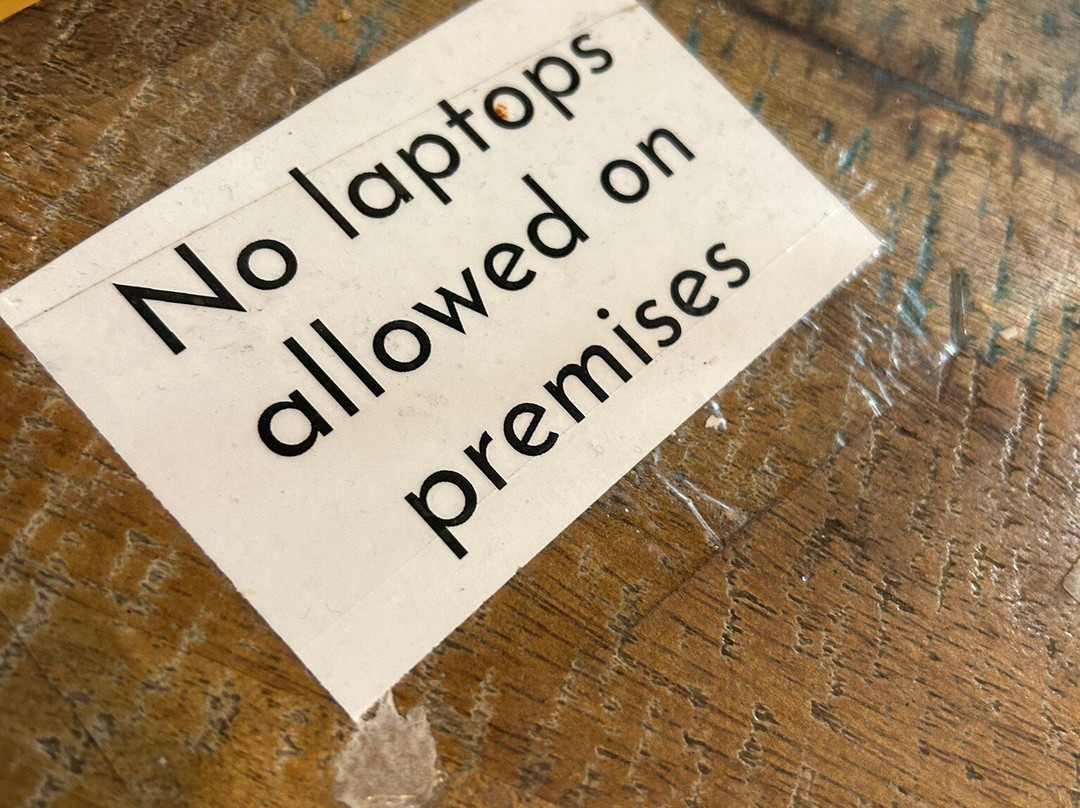 No laptops
allowed on
premises